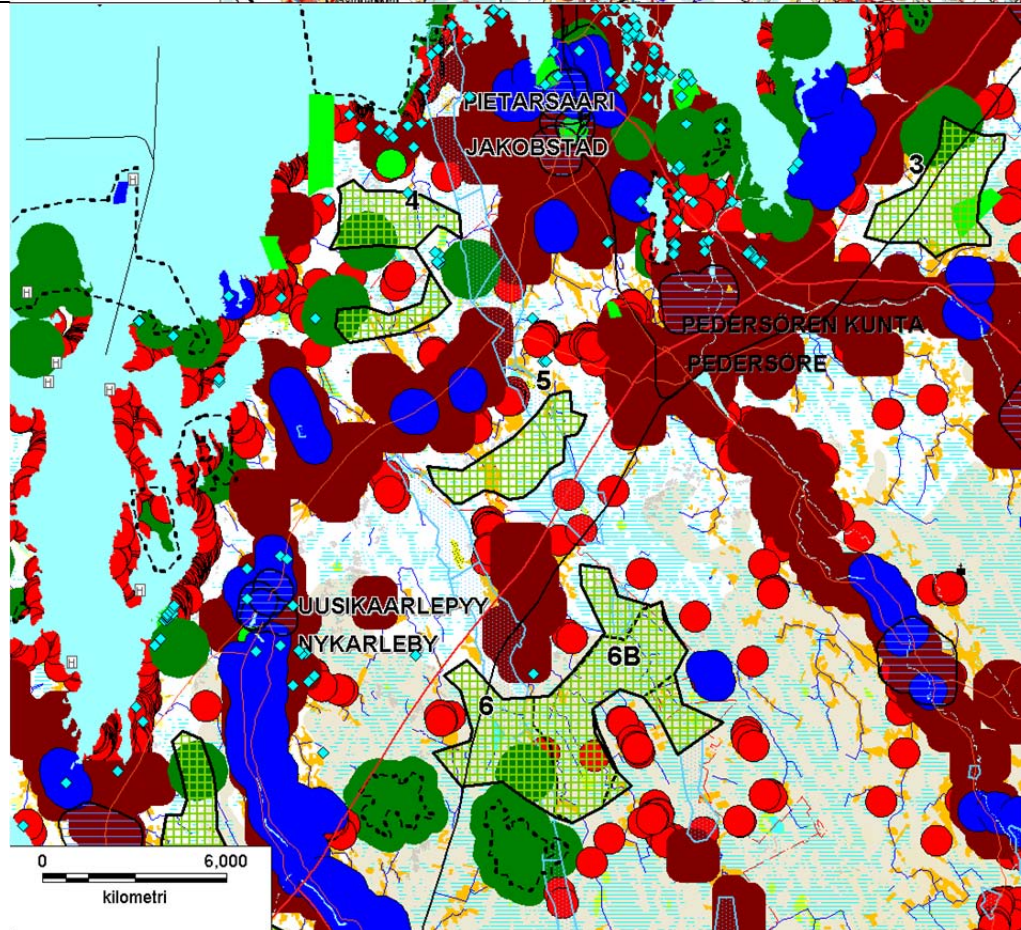 PIETARSAARI
JAKOBSTAD
3
4
PEDERSÖREN KUNTA
PEDERSÖRE
5
UUSIKAARLEPYY
NYKARLEBY
6B
6
H
H
H
H
H
H
H
0 6,000
kilometri